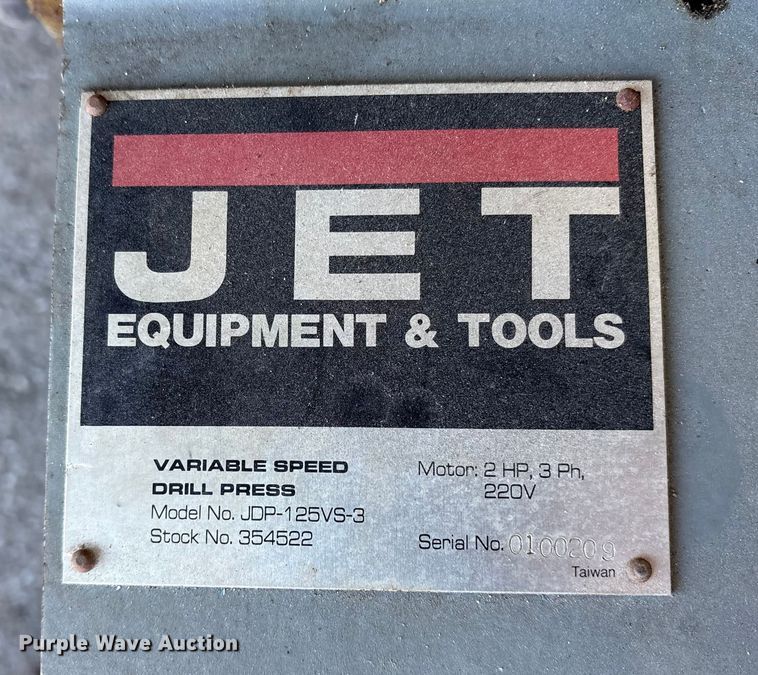 JET
EQUIPMENT & TOOLS
VARIABLE SPEED
DRILL PRESS
Model No. JDP-125VS-3
Stock No. 354522
Motor: 2 HP, 3 Ph,
220V
Serial No. 0100209
Taiwan
Purple Wave Auction